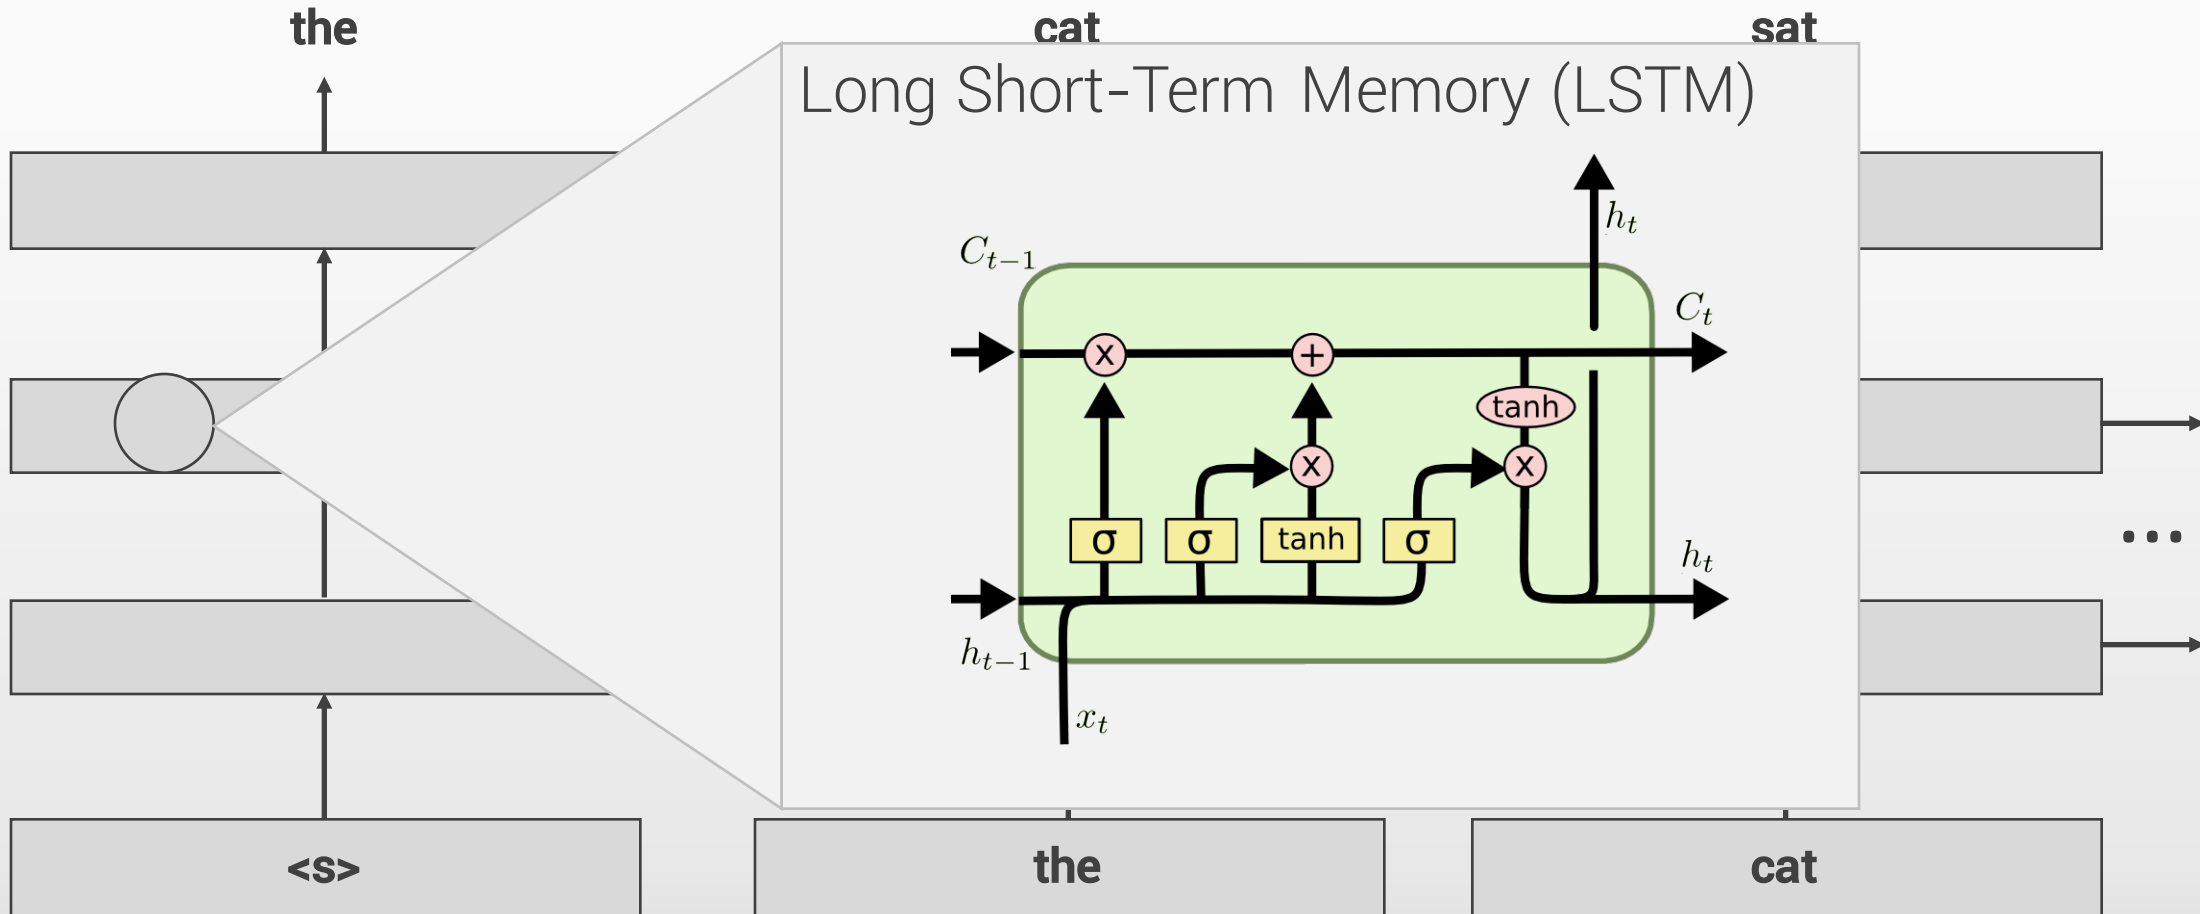 the cat sat
Long Short-Term Memory (LSTM)
h_t
C_{t-1}
C_t
x +
tanh
x x
σ σ tanh σ
h_t
h_{t-1}
x_t
...
<s> the cat